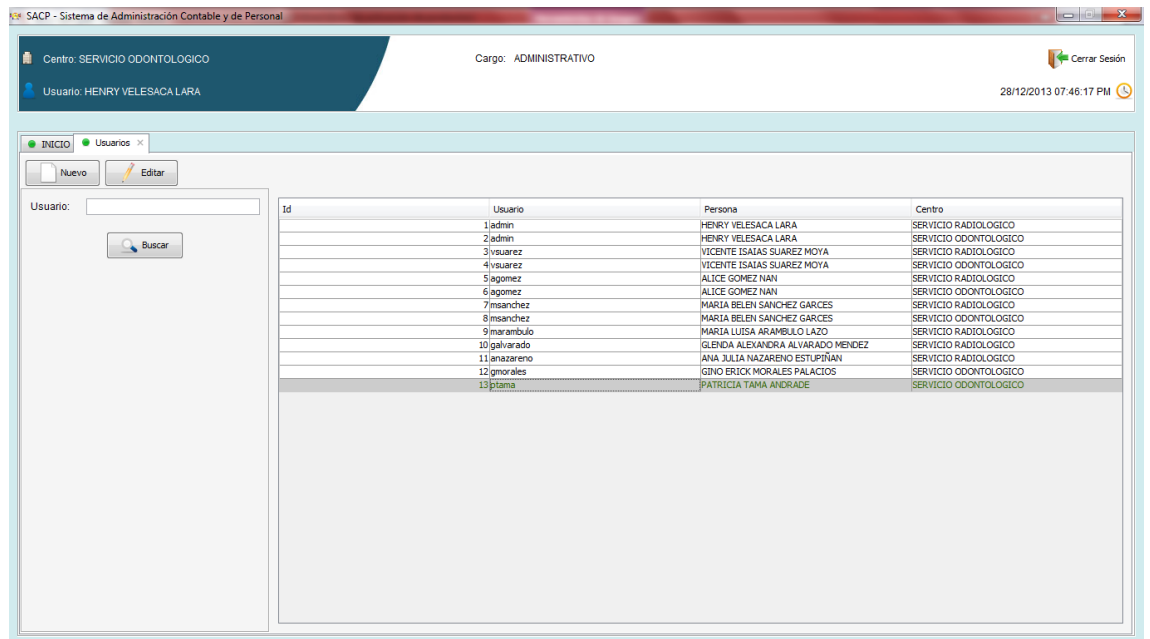 SACP - Sistema de Administración Contable y de Personal
Centro: SERVICIO ODONTOLOGICO
Cargo: ADMINISTRATIVO
Cerrar Sesión
Usuario: HENRY VELESACA LARA
28/12/2013 07:46:17 PM
INICIO Usuarios
Nuevo Editar
Usuario:
Buscar
Id Usuario Persona Centro
1 admin HENRY VELESACA LARA SERVICIO RADIOLOGICO
2 admin HENRY VELESACA LARA SERVICIO ODONTOLOGICO
3 vsuarez VICENTE ISAIAS SUAREZ MOYA SERVICIO RADIOLOGICO
4 vsuarez VICENTE ISAIAS SUAREZ MOYA SERVICIO ODONTOLOGICO
5 agomez ALICE GOMEZ NAN SERVICIO RADIOLOGICO
6 agomez ALICE GOMEZ NAN SERVICIO ODONTOLOGICO
7 msanchez MARIA BELEN SANCHEZ GARCES SERVICIO RADIOLOGICO
8 msanchez MARIA BELEN SANCHEZ GARCES SERVICIO ODONTOLOGICO
9 marambulo MARIA LUISA ARAMBULO LAZO SERVICIO RADIOLOGICO
10 galvarado GLENDA ALEXANDRA ALVARADO MENDEZ SERVICIO RADIOLOGICO
11 anazareno ANA JULIA NAZARENO ESTUPIÑAN SERVICIO RADIOLOGICO
12 gmorales GINO ERICK MORALES PALACIOS SERVICIO ODONTOLOGICO
13 ptama PATRICIA TAMA ANDRADE SERVICIO ODONTOLOGICO